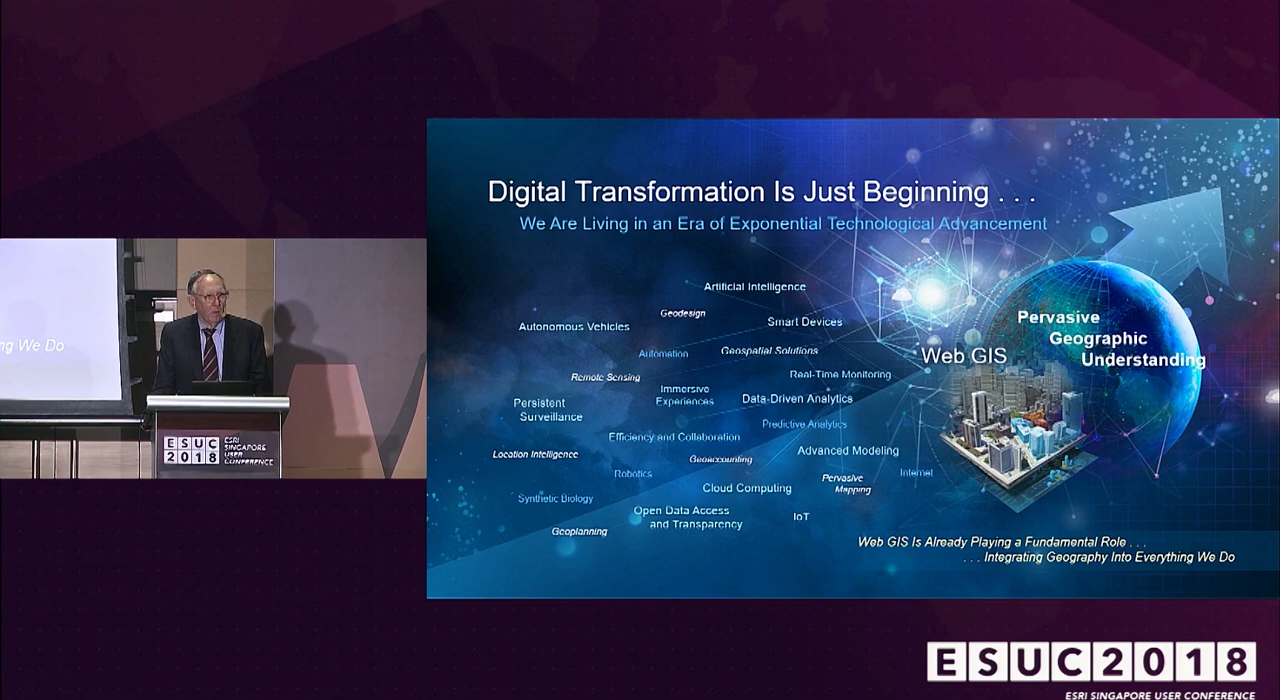 Digital Transformation Is Just Beginning . . .
We Are Living in an Era of Exponential Technological Advancement
Artificial Intelligence
Geodesign
Smart Devices
Autonomous Vehicles
Automation
Geospatial Solutions
Remote Sensing
Real-Time Monitoring
Immersive
Experiences
Data-Driven Analytics
Persistent
Surveillance
Predictive Analytics
Efficiency and Collaboration
Location Intelligence
Geoaccounting
Advanced Modeling
Robotics
Pervasive
Mapping
Internet
Cloud Computing
Synthetic Biology
Open Data Access
and Transparency
IoT
Geoplanning
Web GIS
Pervasive
Geographic
Understanding
Web GIS Is Already Playing a Fundamental Role . . .
. . . Integrating Geography Into Everything We Do
ng We Do
ESUC
2018
ESRI
SINGAPORE
USER
CONFERENCE
ESUC2018
ESRI SINGAPORE USER CONFERENCE